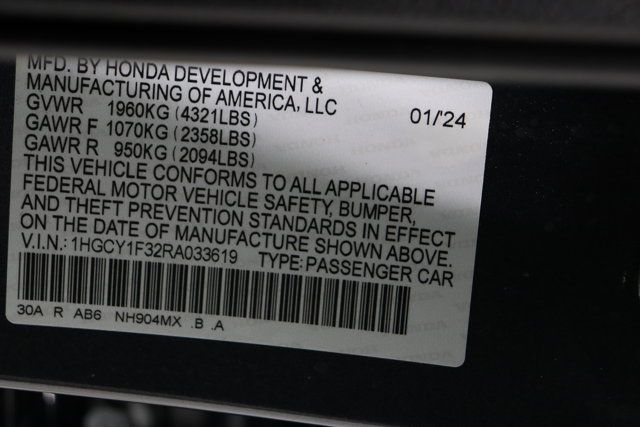 MFD. BY HONDA DEVELOPMENT &
MANUFACTURING OF AMERICA, LLC
GVWR 1960KG (4321LBS) 01/'24
GAWR F 1070KG (2358LBS)
GAWR R 950KG (2094LBS)
THIS VEHICLE CONFORMS TO ALL APPLICABLE
FEDERAL MOTOR VEHICLE SAFETY, BUMPER,
AND THEFT PREVENTION STANDARDS IN EFFECT
ON THE DATE OF MANUFACTURE SHOWN ABOVE.
V.I.N.: 1HGCY1F32RA033619 TYPE: PASSENGER CAR
30A R AB6 NH904MX .B .A